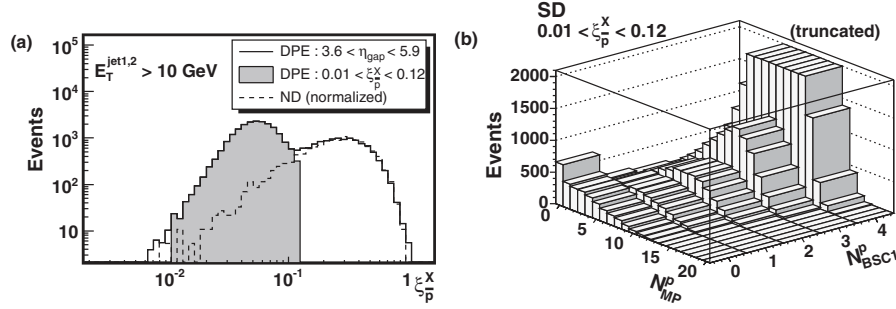 (a)
Events
10⁵
10⁴
10³
10²
10
10⁻²
10⁻¹
1
ξ_p̄^X
E_T^jet1,2 > 10 GeV
DPE : 3.6 < η_gap < 5.9
DPE : 0.01 < ξ_p̄^X < 0.12
ND (normalized)
(b)
SD
0.01 < ξ_p̄^X < 0.12
(truncated)
Events
2000
1500
1000
500
0
0
5
10
15
20
N_MP^p
0
1
2
3
4
N_BSC1^p